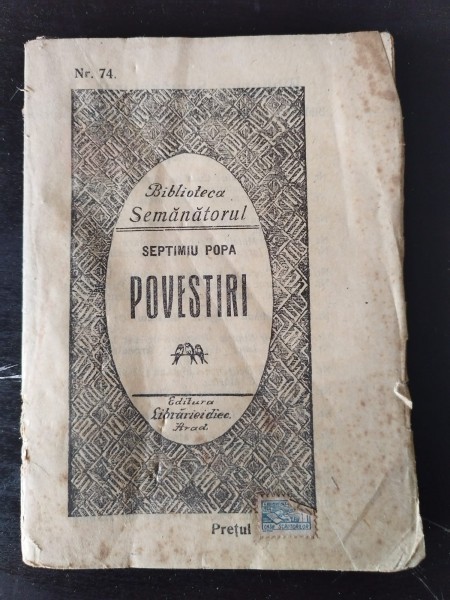 Nr. 74.
Biblioteca
Semănătorul
SEPTIMIU POPA
POVESTIRI
Editura
Librăriei diec.
Arad.
Prețul